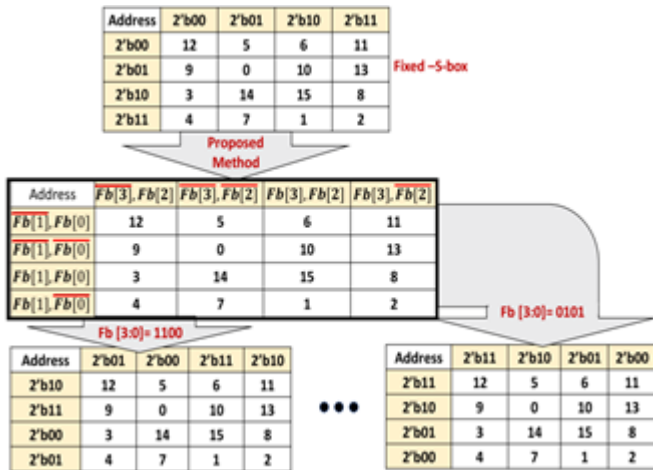 Address 2'b00 2'b01 2'b10 2'b11
2'b00 12 5 6 11
2'b01 9 0 10 13
2'b10 3 14 15 8
2'b11 4 7 1 2
Fixed –S-box
Proposed
Method
Address F̅b̅[̅3̅]̅, Fb[2] F̅b̅[̅3̅]̅, F̅b̅[̅2̅]̅ Fb[3], Fb[2] Fb[3], F̅b̅[̅2̅]̅
F̅b̅[̅1̅]̅, Fb[0] 12 5 6 11
F̅b̅[̅1̅]̅, F̅b̅[̅0̅]̅ 9 0 10 13
Fb[1], Fb[0] 3 14 15 8
Fb[1], F̅b̅[̅0̅]̅ 4 7 1 2
Fb [3:0]= 1100
Fb [3:0]= 0101
Address 2'b01 2'b00 2'b11 2'b10
2'b10 12 5 6 11
2'b11 9 0 10 13
2'b00 3 14 15 8
2'b01 4 7 1 2
Address 2'b11 2'b10 2'b01 2'b00
2'b11 12 5 6 11
2'b10 9 0 10 13
2'b01 3 14 15 8
2'b00 4 7 1 2